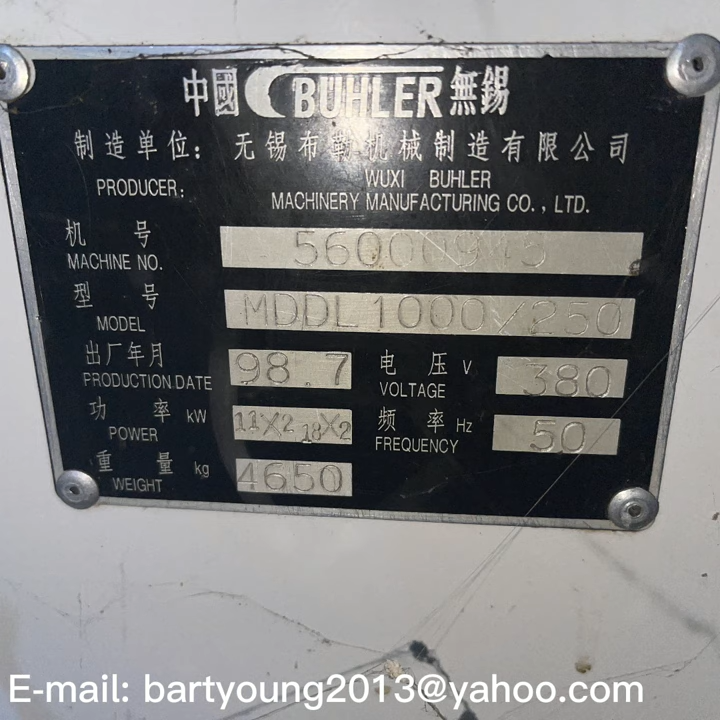 中國 BUHLER 無錫
制造单位: 无锡布勒机械制造有限公司
PRODUCER: WUXI BUHLER
MACHINERY MANUFACTURING CO., LTD.
机号
MACHINE NO.
型号 MDDL1000/250
MODEL
出厂年月 98.7 电压 V 380
PRODUCTION.DATE VOLTAGE
功率 kW 11X2 18X2 频率 Hz 50
POWER FREQUENCY
重量 kg 4650
WEIGHT
E-mail: bartyoung2013@yahoo.com